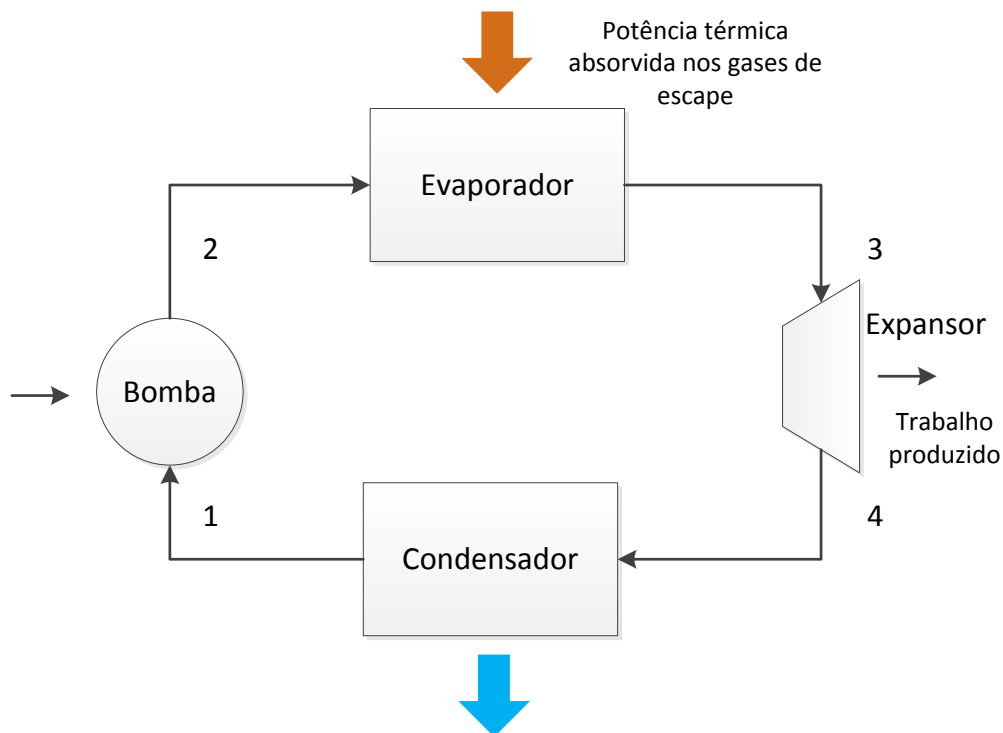 Potência térmica
absorvida nos gases de
escape
Evaporador
2
3
Expansor
Bomba
Trabalho
produzido
1
4
Condensador